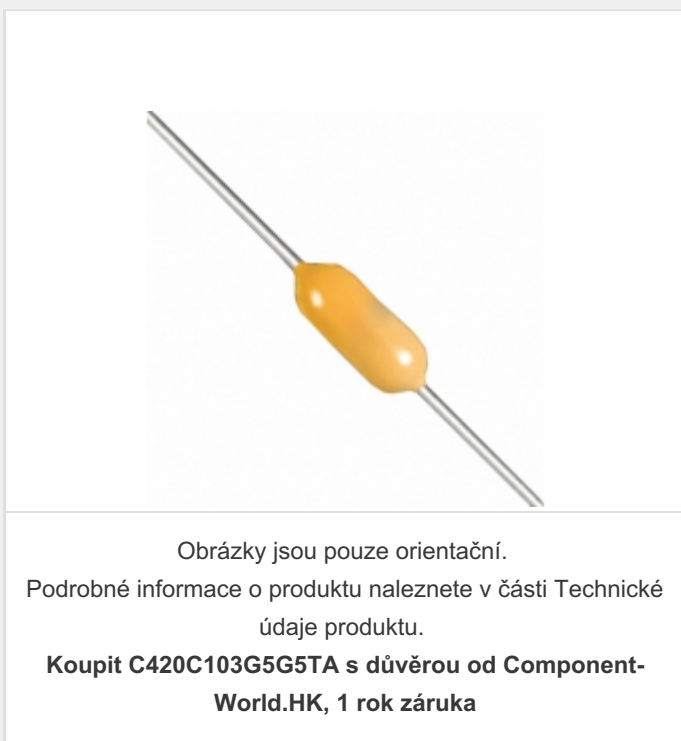 Obrázky jsou pouze orientační.
Podrobné informace o produktu naleznete v části Technické
údaje produktu.
Koupit C420C103G5G5TA s důvěrou od Component-
World.HK, 1 rok záruka